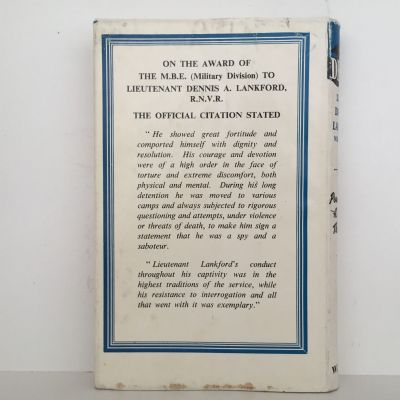 ON THE AWARD OF
THE M.B.E. (Military Division) TO
LIEUTENANT DENNIS A. LANKFORD,
R.N.V.R.
THE OFFICIAL CITATION STATED
" He showed great fortitude and
comported himself with dignity and
resolution. His courage and devotion
were of a high order in the face of
torture and extreme discomfort, both
physical and mental. During his long
detention he was moved to various
camps and always subjected to rigorous
questioning and attempts, under violence
or threats of death, to make him sign a
statement that he was a spy and a
saboteur.
" Lieutenant Lankford's conduct
throughout his captivity was in the
highest traditions of the service, while
his resistance to interrogation and all
that went with it was exemplary."